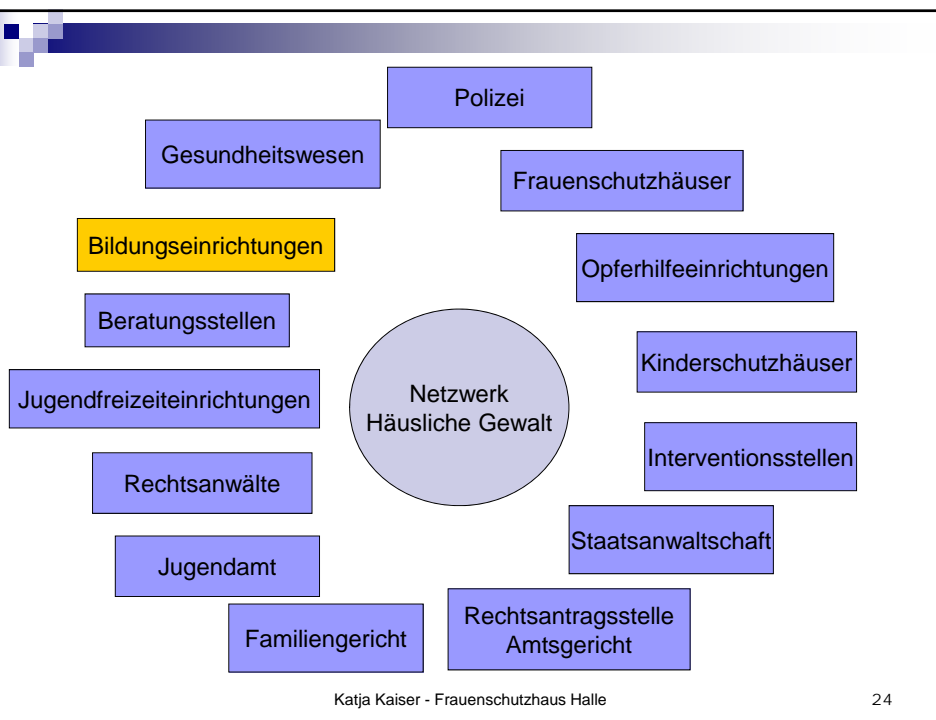 Polizei
Gesundheitswesen
Frauenschutzhäuser
Bildungseinrichtungen
Opferhilfeeinrichtungen
Beratungsstellen
Kinderschutzhäuser
Jugendfreizeiteinrichtungen
Netzwerk
Häusliche Gewalt
Interventionsstellen
Rechtsanwälte
Staatsanwaltschaft
Jugendamt
Familiengericht
Rechtsantragsstelle
Amtsgericht
Katja Kaiser - Frauenschutzhaus Halle
24